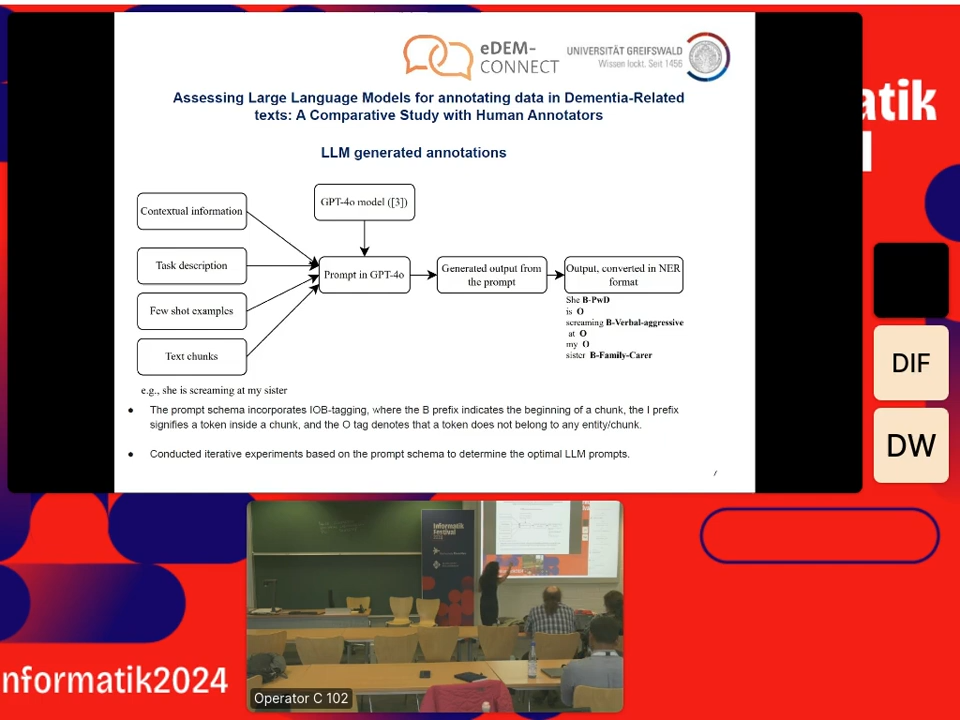 eDEM-
CONNECT
UNIVERSITÄT GREIFSWALD
Wissen lockt. Seit 1456
Assessing Large Language Models for annotating data in Dementia-Related
texts: A Comparative Study with Human Annotators
LLM generated annotations
Contextual information
GPT-4o model ([3])
Task description
Prompt in GPT-4o
Generated output from
the prompt
Output, converted in NER
format
Few shot examples
Text chunks
She B-PwD
is O
screaming B-Verbal-aggressive
at O
my O
sister B-Family-Carer
e.g., she is screaming at my sister
● The prompt schema incorporates IOB-tagging, where the B prefix indicates the beginning of a chunk, the I prefix
signifies a token inside a chunk, and the O tag denotes that a token does not belong to any entity/chunk.
● Conducted iterative experiments based on the prompt schema to determine the optimal LLM prompts.
atik
DIF
DW
Informatik
Festival
2024
nformatik2024
Operator C 102